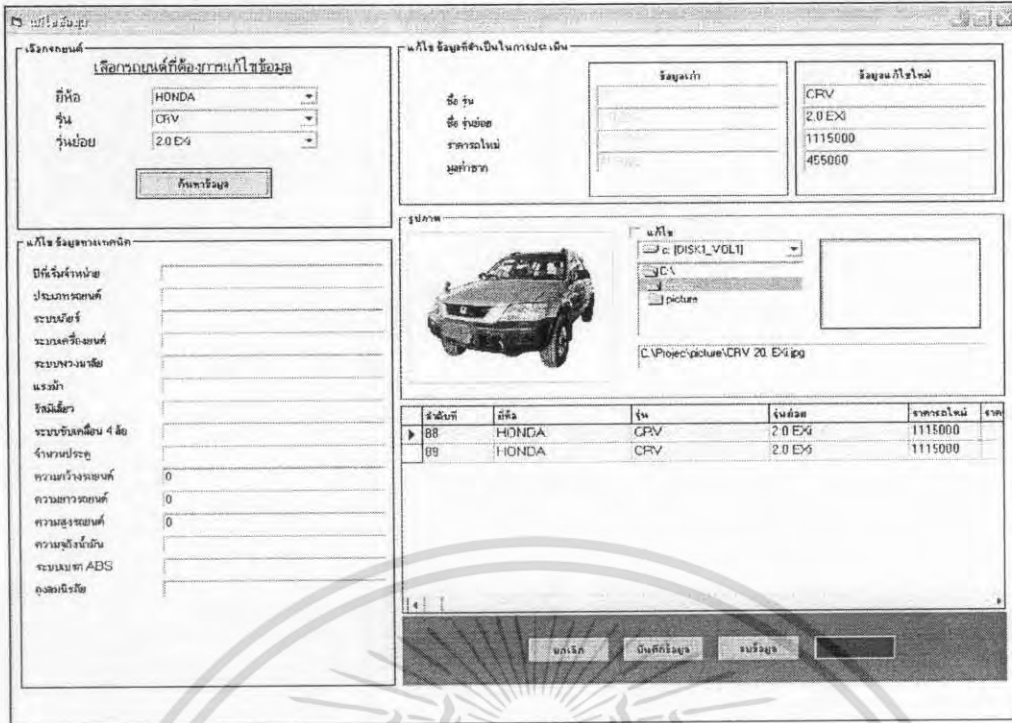 แก้ไขข้อมูล
เลือกรถยนต์
เลือกรถยนต์ที่ต้องการแก้ไขข้อมูล
ยี่ห้อ HONDA
รุ่น CRV
รุ่นย่อย 2.0 EXi
ค้นหาข้อมูล
แก้ไข ข้อมูลที่จำเป็นในการประเมิน
ข้อมูลเก่า ข้อมูลแก้ไขใหม่
ชื่อ รุ่น CRV
ชื่อ รุ่นย่อย 2.0 EXi
ราคารถใหม่ 1115000
มูลค่าซาก 455000
แก้ไข ข้อมูลทางเทคนิค
ปีที่เริ่มจำหน่าย
ประเภทรถยนต์
ระบบเกียร์
ระบบเครื่องยนต์
ระบบพวงมาลัย
แรงม้า
รัศมีเลี้ยว
ระบบขับเคลื่อน 4 ล้อ
จำนวนประตู
ความกว้างรถยนต์ 0
ความยาวรถยนต์ 0
ความสูงรถยนต์ 0
ความจุถังน้ำมัน
ระบบเบรก ABS
ถุงลมนิรภัย
รูปภาพ
แก้ไข
c: [DISK1_VOL1]
C:\
picture
C:\Projec\picture\CRV 20. EXi.jpg
ลำดับที่ ยี่ห้อ รุ่น รุ่นย่อย ราคารถใหม่ ราค
88 HONDA CRV 2.0 EXi 1115000
89 HONDA CRV 2.0 EXi 1115000
ยกเลิก บันทึกข้อมูล ลบข้อมูล